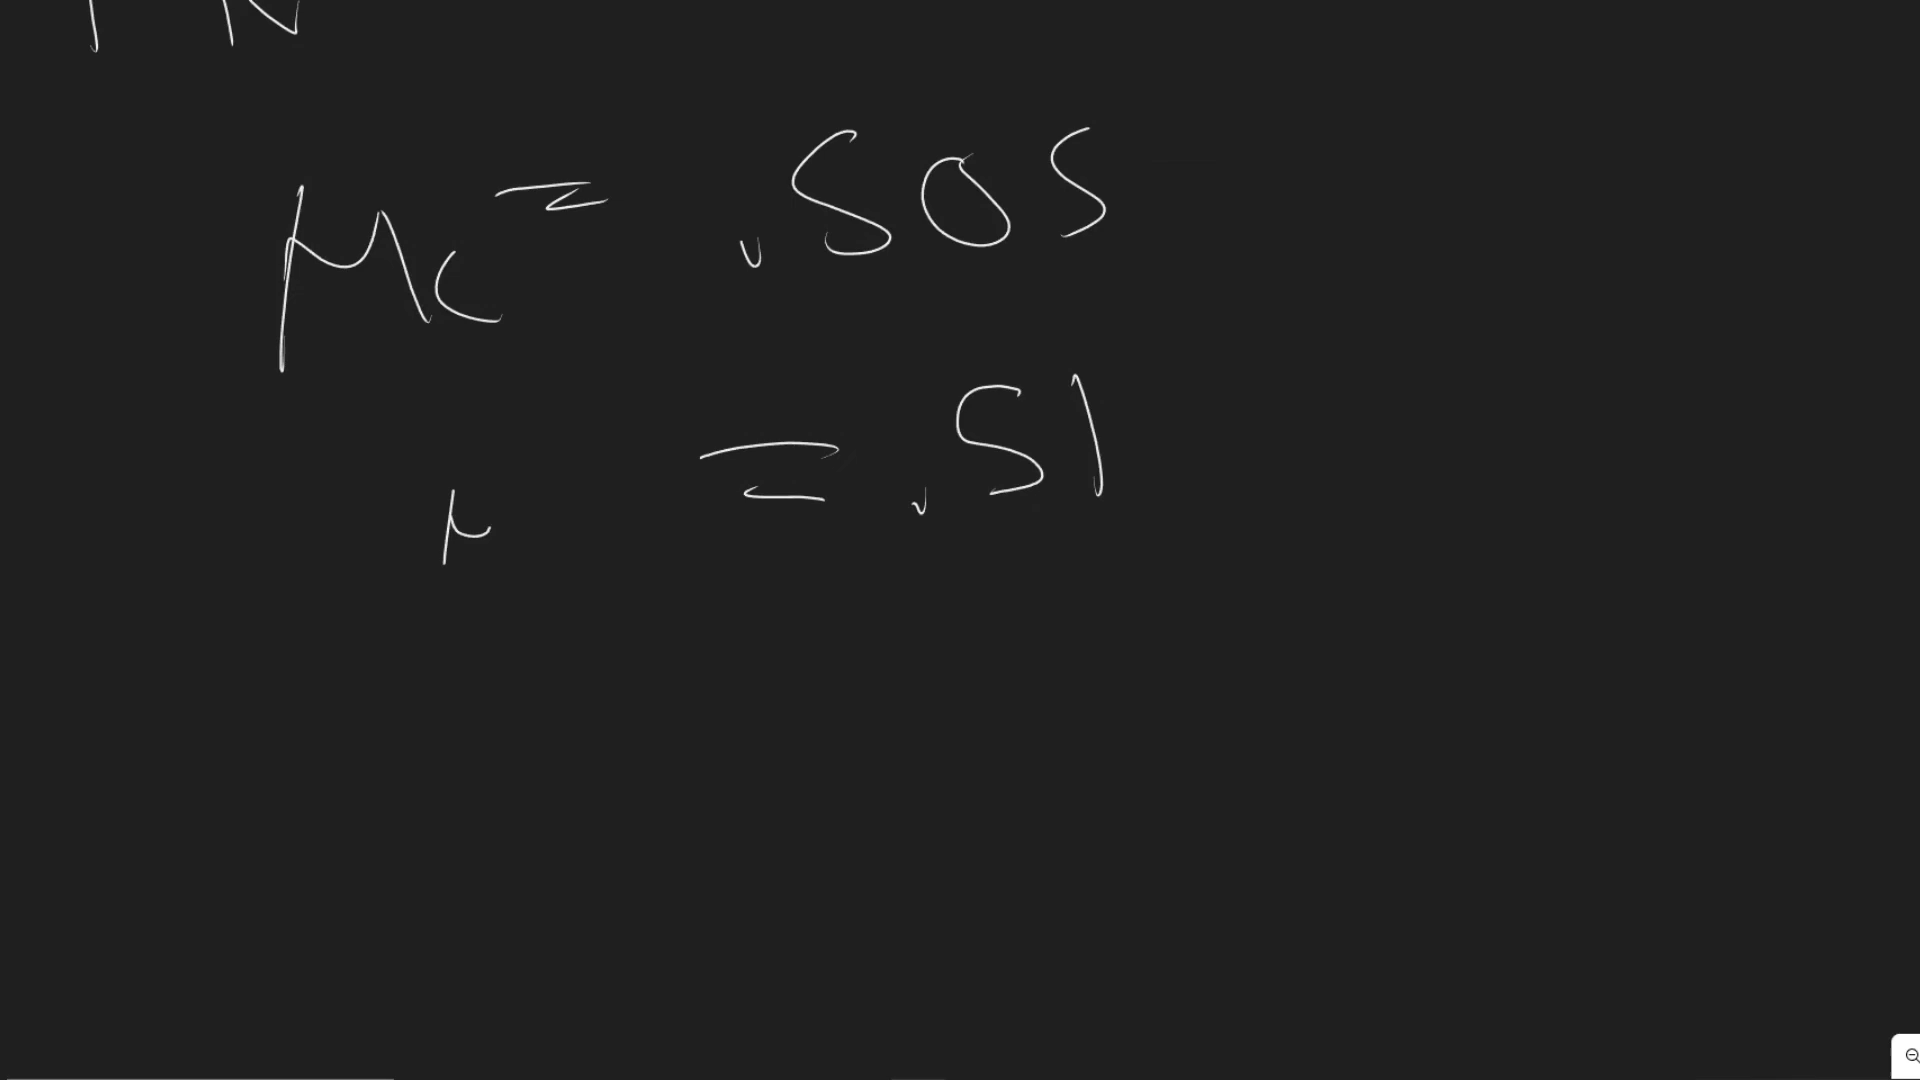 μc = .505
μ = .51